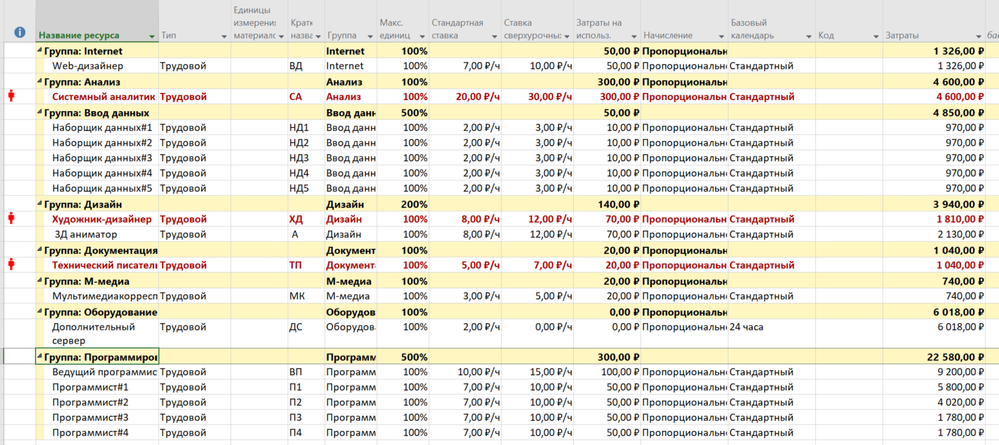 Название ресурса Тип Единицы измерения материалс Кратк назва Группа Макс. единиц Стандартная ставка Ставка сверхурочных Затраты на использ. Начисление Базовый календарь Код Затраты
Группа: Internet Internet 100% 50,00 ₽ Пропорциональн 1 326,00 ₽
Web-дизайнер Трудовой ВД Internet 100% 7,00 ₽/ч 10,00 ₽/ч 50,00 ₽ Пропорциональн Стандартный 1 326,00 ₽
Группа: Анализ Анализ 100% 300,00 ₽ Пропорциональн 4 600,00 ₽
Системный аналитик Трудовой СА Анализ 100% 20,00 ₽/ч 30,00 ₽/ч 300,00 ₽ Пропорциональн Стандартный 4 600,00 ₽
Группа: Ввод данных Ввод данн 500% 50,00 ₽ 4 850,00 ₽
Наборщик данных#1 Трудовой НД1 Ввод данн 100% 2,00 ₽/ч 3,00 ₽/ч 10,00 ₽ Пропорциональн Стандартный 970,00 ₽
Наборщик данных#2 Трудовой НД2 Ввод данн 100% 2,00 ₽/ч 3,00 ₽/ч 10,00 ₽ Пропорциональн Стандартный 970,00 ₽
Наборщик данных#3 Трудовой НД3 Ввод данн 100% 2,00 ₽/ч 3,00 ₽/ч 10,00 ₽ Пропорциональн Стандартный 970,00 ₽
Наборщик данных#4 Трудовой НД4 Ввод данн 100% 2,00 ₽/ч 3,00 ₽/ч 10,00 ₽ Пропорциональн Стандартный 970,00 ₽
Наборщик данных#5 Трудовой НД5 Ввод данн 100% 2,00 ₽/ч 3,00 ₽/ч 10,00 ₽ Пропорциональн Стандартный 970,00 ₽
Группа: Дизайн Дизайн 200% 140,00 ₽ 3 940,00 ₽
Художник-дизайнер Трудовой ХД Дизайн 100% 8,00 ₽/ч 12,00 ₽/ч 70,00 ₽ Пропорциональн Стандартный 1 810,00 ₽
3Д аниматор Трудовой А Дизайн 100% 8,00 ₽/ч 12,00 ₽/ч 70,00 ₽ Пропорциональн Стандартный 2 130,00 ₽
Группа: Документация Документ 100% 20,00 ₽ Пропорциональн 1 040,00 ₽
Технический писатель Трудовой ТП Документ 100% 5,00 ₽/ч 7,00 ₽/ч 20,00 ₽ Пропорциональн Стандартный 1 040,00 ₽
Группа: М-медиа М-медиа 100% 20,00 ₽ Пропорциональн 740,00 ₽
Мультимедиакорресп Трудовой МК М-медиа 100% 3,00 ₽/ч 5,00 ₽/ч 20,00 ₽ Пропорциональн Стандартный 740,00 ₽
Группа: Оборудование Оборудов 100% 0,00 ₽ Пропорциональн 6 018,00 ₽
Дополнительный сервер Трудовой ДС Оборудов 100% 2,00 ₽/ч 0,00 ₽/ч 0,00 ₽ Пропорциональн 24 часа 6 018,00 ₽
Группа: Программиров Программ 500% 300,00 ₽ 22 580,00 ₽
Ведущий программис Трудовой ВП Программ 100% 10,00 ₽/ч 15,00 ₽/ч 100,00 ₽ Пропорциональн Стандартный 9 200,00 ₽
Программист#1 Трудовой П1 Программ 100% 7,00 ₽/ч 10,00 ₽/ч 50,00 ₽ Пропорциональн Стандартный 5 800,00 ₽
Программист#2 Трудовой П2 Программ 100% 7,00 ₽/ч 10,00 ₽/ч 50,00 ₽ Пропорциональн Стандартный 4 020,00 ₽
Программист#3 Трудовой П3 Программ 100% 7,00 ₽/ч 10,00 ₽/ч 50,00 ₽ Пропорциональн Стандартный 1 780,00 ₽
Программист#4 Трудовой П4 Программ 100% 7,00 ₽/ч 10,00 ₽/ч 50,00 ₽ Пропорциональн Стандартный 1 780,00 ₽